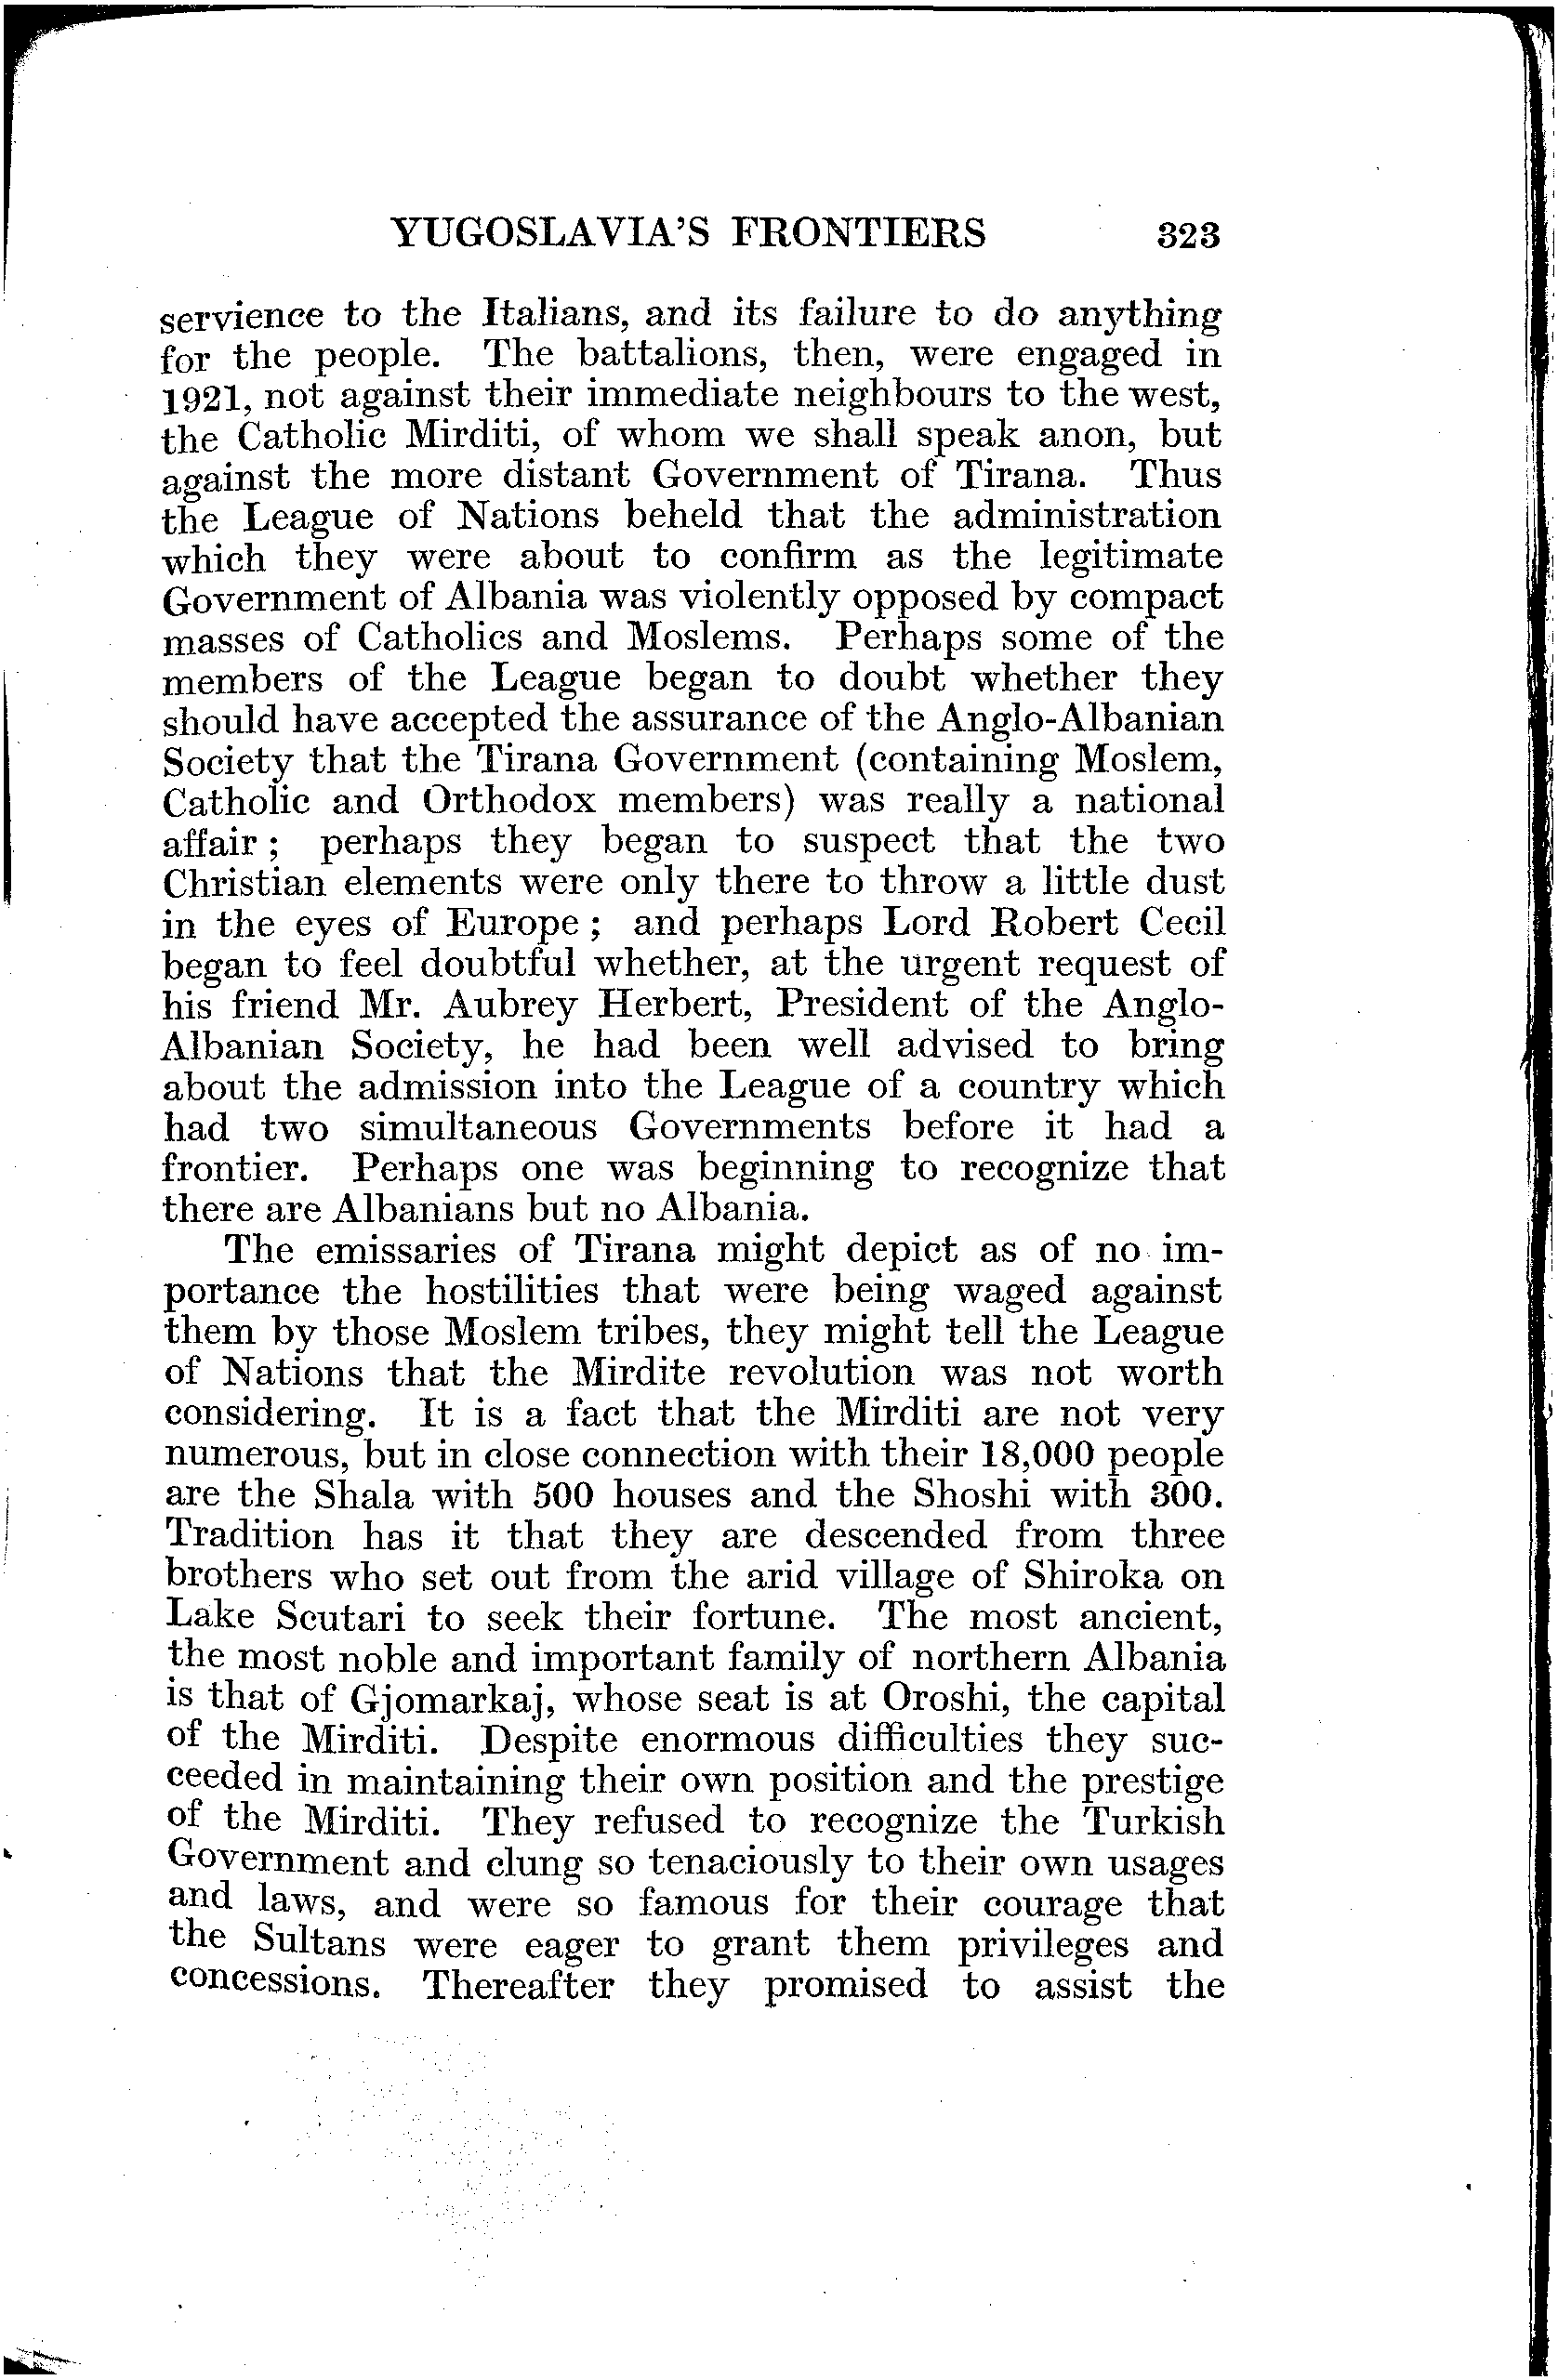 YUGOSLAVIA'S FRONTIERS 323
servience to the Italians, and its failure to do anything
for the people. The battalions, then, were engaged in
1921, not against their immediate neighbours to the west,
the Catholic Mirditi, of whom we shall speak anon, but
against the more distant Government of Tirana. Thus
the League of Nations beheld that the administration
which they were about to confirm as the legitimate
Government of Albania was violently opposed by compact
masses of Catholics and Moslems. Perhaps some of the
members of the League began to doubt whether they
should have accepted the assurance of the Anglo-Albanian
Society that the Tirana Government (containing Moslem,
Catholic and Orthodox members) was really a national
affair ; perhaps they began to suspect that the two
Christian elements were only there to throw a little dust
in the eyes of Europe ; and perhaps Lord Robert Cecil
began to feel doubtful whether, at the urgent request of
his friend Mr. Aubrey Herbert, President of the Anglo-
Albanian Society, he had been well advised to bring
about the admission into the League of a country which
had two simultaneous Governments before it had a
frontier. Perhaps one was beginning to recognize that
there are Albanians but no Albania.
The emissaries of Tirana might depict as of no im-
portance the hostilities that were being waged against
them by those Moslem tribes, they might tell the League
of Nations that the Mirdite revolution was not worth
considering. It is a fact that the Mirditi are not very
numerous, but in close connection with their 18,000 people
are the Shala with 500 houses and the Shoshi with 300.
Tradition has it that they are descended from three
brothers who set out from the arid village of Shiroka on
Lake Scutari to seek their fortune. The most ancient,
the most noble and important family of northern Albania
is that of Gjomarkaj, whose seat is at Oroshi, the capital
of the Mirditi. Despite enormous difficulties they suc-
ceeded in maintaining their own position and the prestige
of the Mirditi. They refused to recognize the Turkish
Government and clung so tenaciously to their own usages
and laws, and were so famous for their courage that
the Sultans were eager to grant them privileges and
concessions. Thereafter they promised to assist the